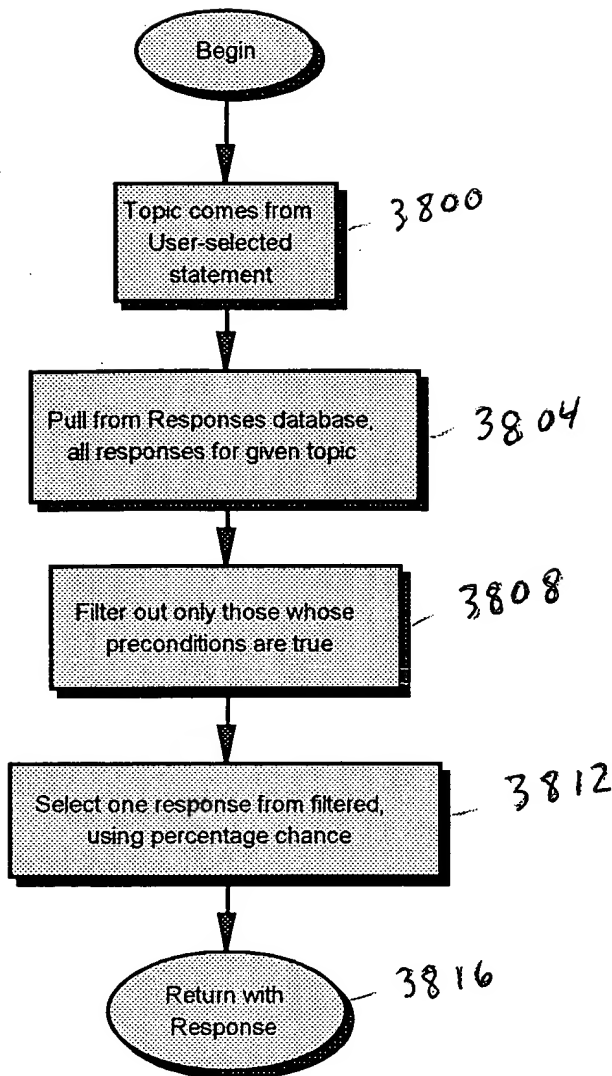 Begin
Topic comes from
User-selected
statement
3800
Pull from Responses database,
all responses for given topic
3804
Filter out only those whose
preconditions are true
3808
Select one response from filtered,
using percentage chance
3812
Return with
Response
3816